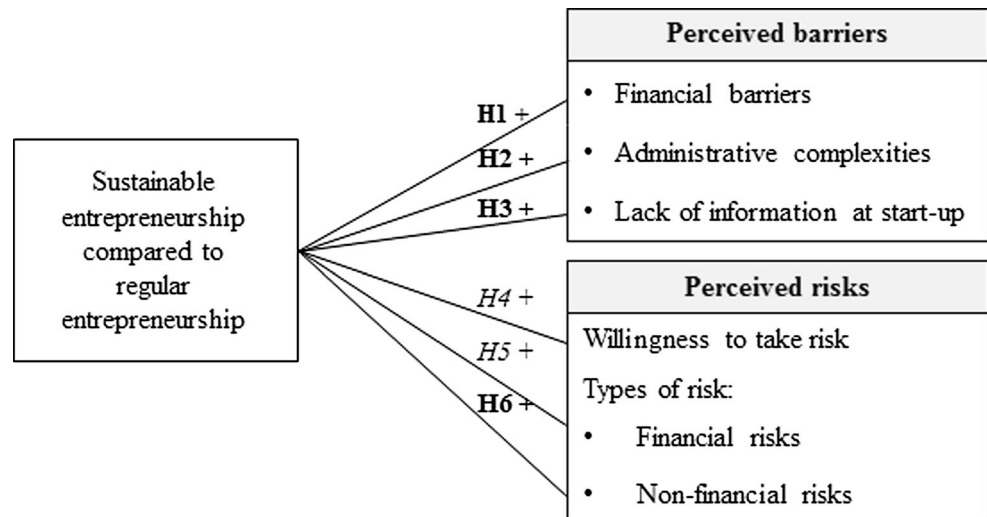 Sustainable
entrepreneurship
compared to
regular
entrepreneurship
H1 +
H2 +
H3 +
H4 +
H5 +
H6 +
Perceived barriers
• Financial barriers
• Administrative complexities
• Lack of information at start-up
Perceived risks
Willingness to take risk
Types of risk:
• Financial risks
• Non-financial risks